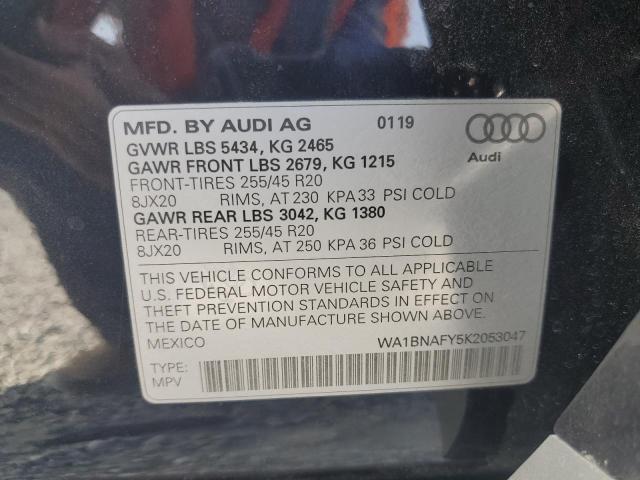 MFD. BY AUDI AG 0119
GVWR LBS 5434, KG 2465
GAWR FRONT LBS 2679, KG 1215
FRONT-TIRES 255/45 R20
8JX20 RIMS, AT 230 KPA 33 PSI COLD
GAWR REAR LBS 3042, KG 1380
REAR-TIRES 255/45 R20
8JX20 RIMS, AT 250 KPA 36 PSI COLD
Audi
THIS VEHICLE CONFORMS TO ALL APPLICABLE
U.S. FEDERAL MOTOR VEHICLE SAFETY AND
THEFT PREVENTION STANDARDS IN EFFECT ON
THE DATE OF MANUFACTURE SHOWN ABOVE.
MEXICO WA1BNAFY5K2053047
TYPE:
MPV